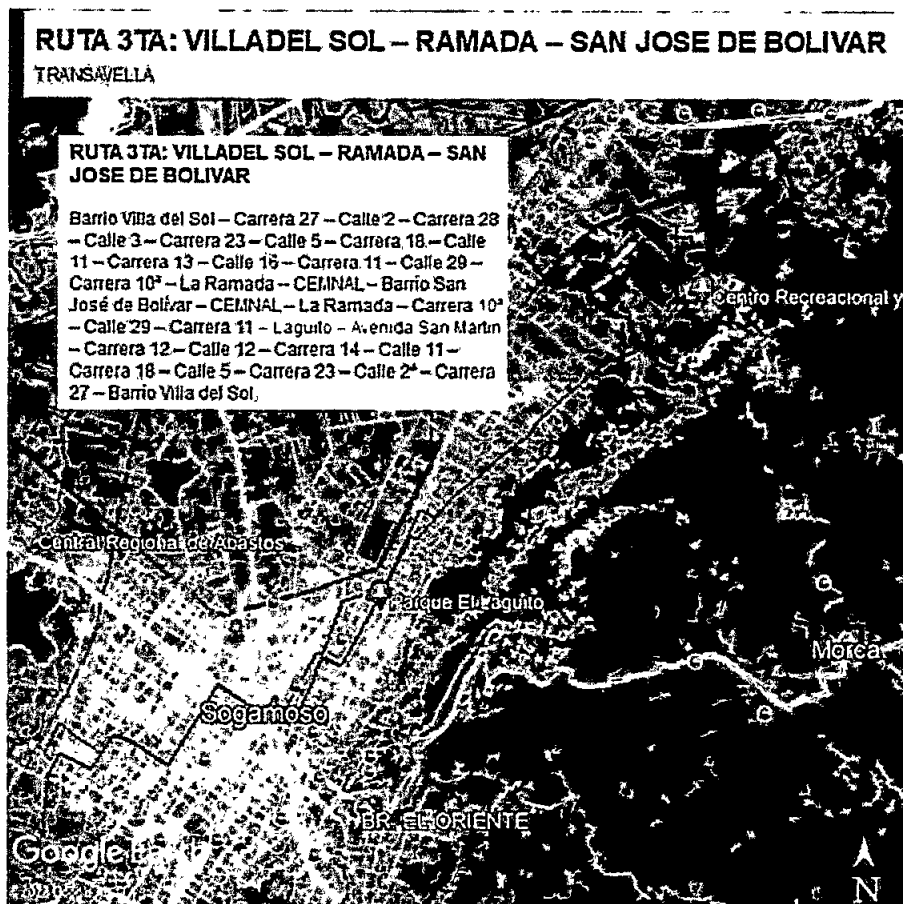 RUTA 3TA: VILLADEL SOL – RAMADA – SAN JOSE DE BOLIVAR
TRANSAVELLA
RUTA 3TA: VILLADEL SOL – RAMADA – SAN
JOSE DE BOLIVAR
Barrio Villa del Sol – Carrera 27 – Calle 2 – Carrera 28
– Calle 3 – Carrera 23 – Calle 5 – Carrera 18 – Calle
11 – Carrera 13 – Calle 16 – Carrera 11 – Calle 29 –
Carrera 10ª – La Ramada – CEMNAL – Barrio San
José de Bolívar – CEMNAL – La Ramada – Carrera 10ª
– Calle 29 – Carrera 11 – Laguito – Avenida San Martin
– Carrera 12 – Calle 12 – Carrera 14 – Calle 11 –
Carrera 18 – Calle 5 – Carrera 23 – Calle 2ª – Carrera
27 – Barrio Villa del Sol.
Centro Recreacional y
Central Regional de Abastos
Parque El Laguito
Morca
Sogamoso
BR. EL ORIENTE
Google Earth
N